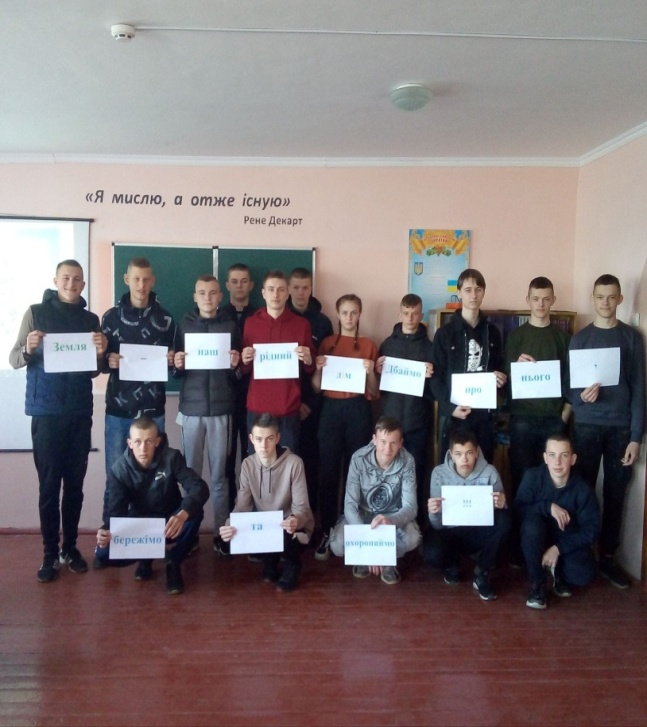 «Я мислю, а отже існую»
Рене Декарт
Земля – наш рідний дім Дбаймо про нього ,
бережімо та охороняймо !!!